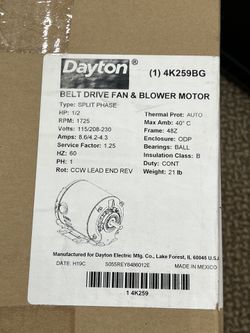 Dayton® (1) 4K259BG
BELT DRIVE FAN & BLOWER MOTOR
Type: SPLIT PHASE
HP: 1/2
RPM: 1725
Volts: 115/208-230
Amps: 8.6/4.2-4.3
Service Factor: 1.25
HZ: 60
PH: 1
Rot: CCW LEAD END REV
Thermal Prot: AUTO
Max Amb: 40° C
Frame: 48Z
Enclosure: ODP
Bearings: BALL
Insulation Class: B
Duty: CONT
Weight: 21 lb
Manufactured for Dayton Electric Mfg. Co., Lake Forest, IL 60045 U.S.
DATE: H19C S055REY8486012E MADE IN MEXICO
1 4K259